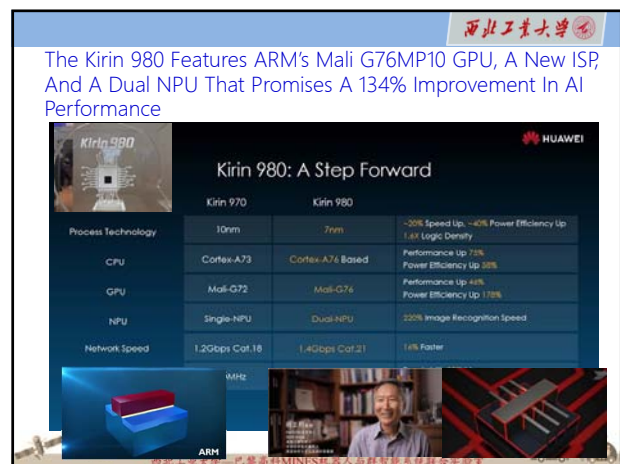 西北工业大学
The Kirin 980 Features ARM's Mali G76MP10 GPU, A New ISP,
And A Dual NPU That Promises A 134% Improvement In AI
Performance
Kirin 980
HUAWEI
Kirin 980: A Step Forward
Kirin 970 Kirin 980
Process Technology 10nm 7nm ~20% Speed Up, ~40% Power Efficiency Up
1.6X Logic Density
CPU Cortex-A73 Cortex-A76 Based Performance Up 75%
Power Efficiency Up 58%
GPU Mali-G72 Mali-G76 Performance Up 46%
Power Efficiency Up 178%
NPU Single-NPU Dual-NPU 220% Image Recognition Speed
Network Speed 1.2Gbps Cat.18 1.4Gbps Cat.21 16% Faster
MHz
ARM